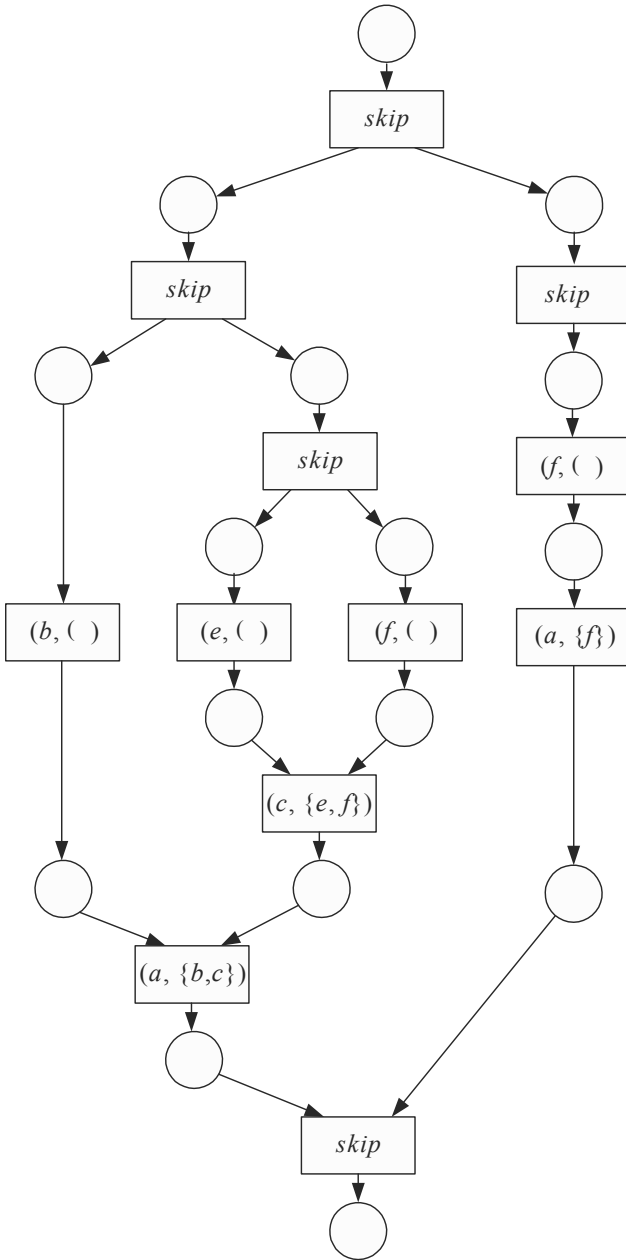 skip
skip
skip
skip
(f, ( )
(b, ( )
(e, ( )
(f, ( )
(a, {f})
(c, {e, f})
(a, {b,c})
skip